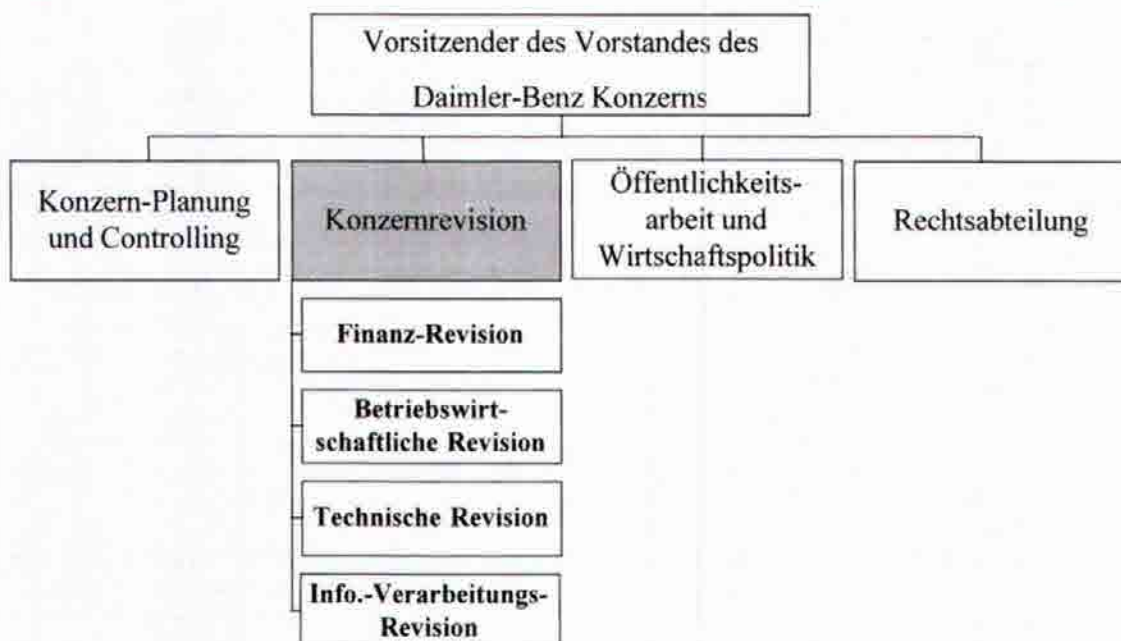 Vorsitzender des Vorstandes des
Daimler-Benz Konzerns
Konzern-Planung
und Controlling
Konzernrevision
Öffentlichkeits-
arbeit und
Wirtschaftspolitik
Rechtsabteilung
Finanz-Revision
Betriebswirt-
schaftliche Revision
Technische Revision
Info.-Verarbeitungs-
Revision